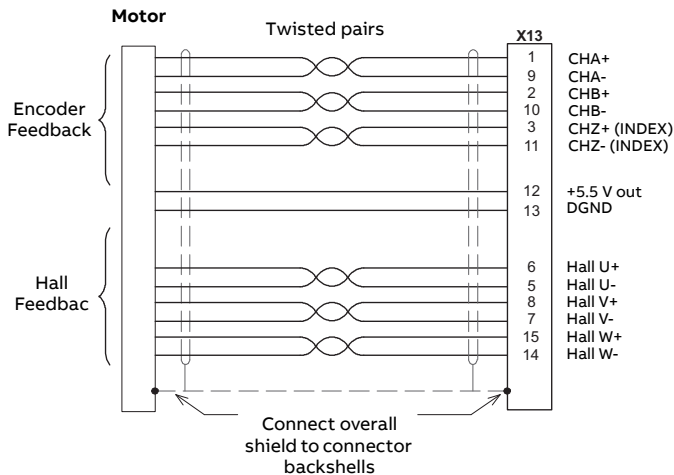 Motor
Twisted pairs
X13
1 CHA+
9 CHA-
2 CHB+
10 CHB-
3 CHZ+ (INDEX)
11 CHZ- (INDEX)
Encoder
Feedback
12 +5.5 V out
13 DGND
6 Hall U+
5 Hall U-
8 Hall V+
7 Hall V-
15 Hall W+
14 Hall W-
Hall
Feedbac
Connect overall
shield to connector
backshells